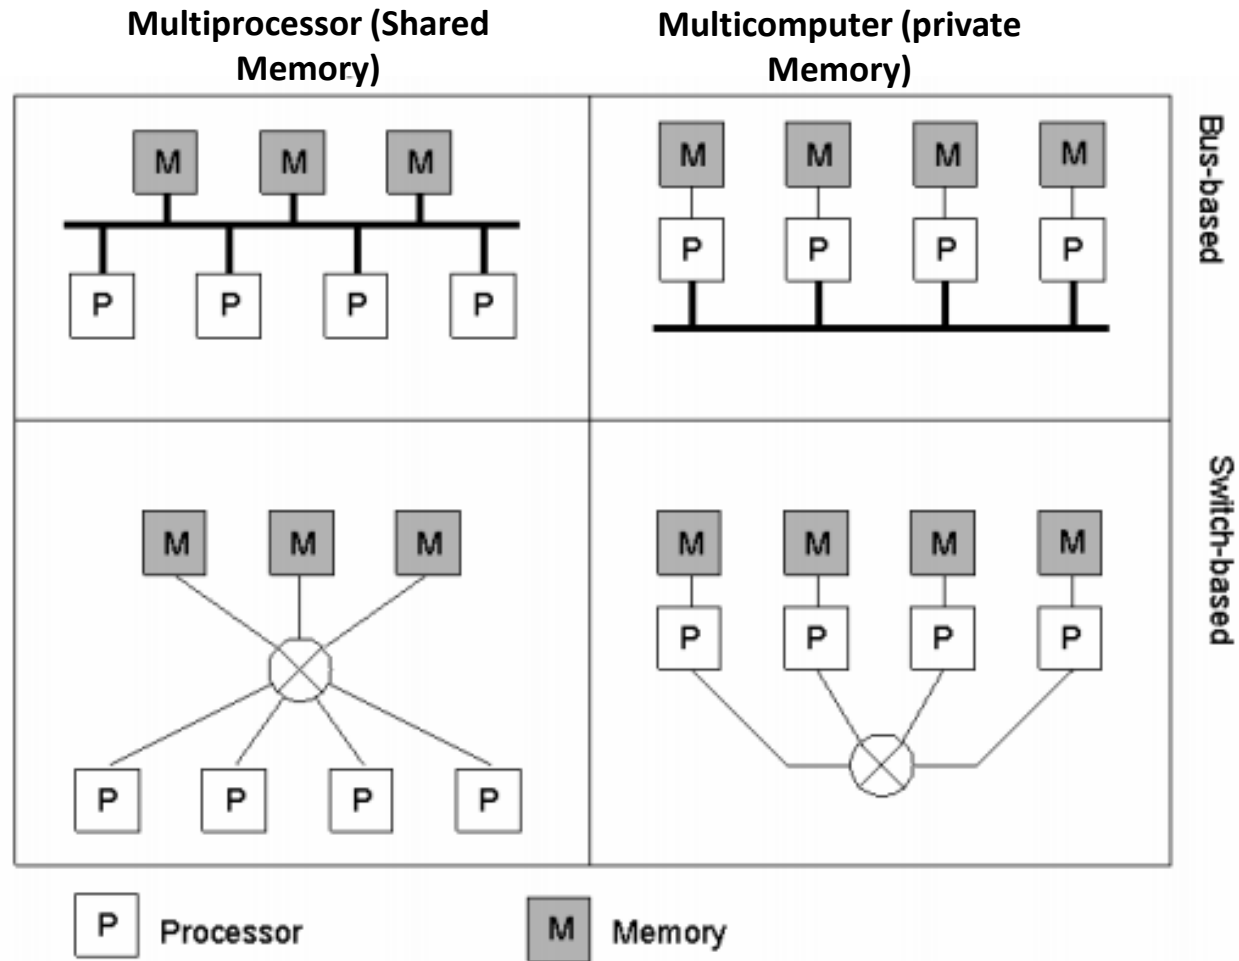 Multiprocessor (Shared
Memory)
Multicomputer (private
Memory)
M M M
P P P P
M M M M
P P P P
Bus-based
M M M
P P P P
M M M M
P P P P
Switch-based
P Processor
M Memory